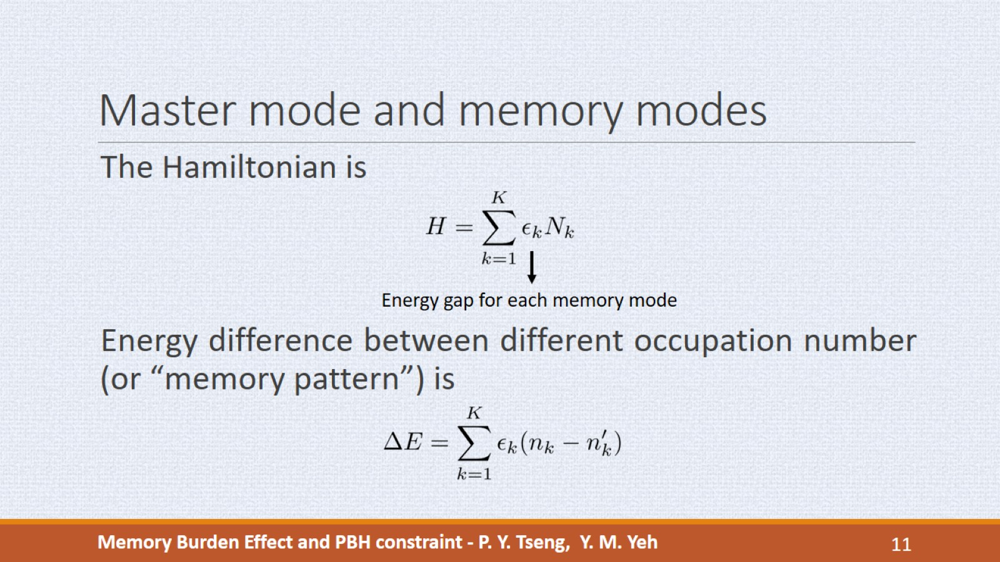 Master mode and memory modes
The Hamiltonian is
$H = \sum_{k=1}^{K} \epsilon_k N_k$
Energy gap for each memory mode
Energy difference between different occupation number
(or “memory pattern”) is
$\Delta E = \sum_{k=1}^{K} \epsilon_k (n_k - n'_k)$
Memory Burden Effect and PBH constraint - P. Y. Tseng, Y. M. Yeh
11